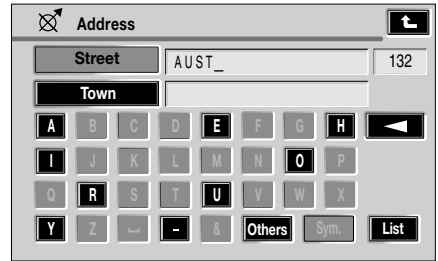 Address
Street AUST_ 132
Town
A B C D E F G H
I J K L M N O P
Q R S T U V W X
Y Z - & Others Sym. List